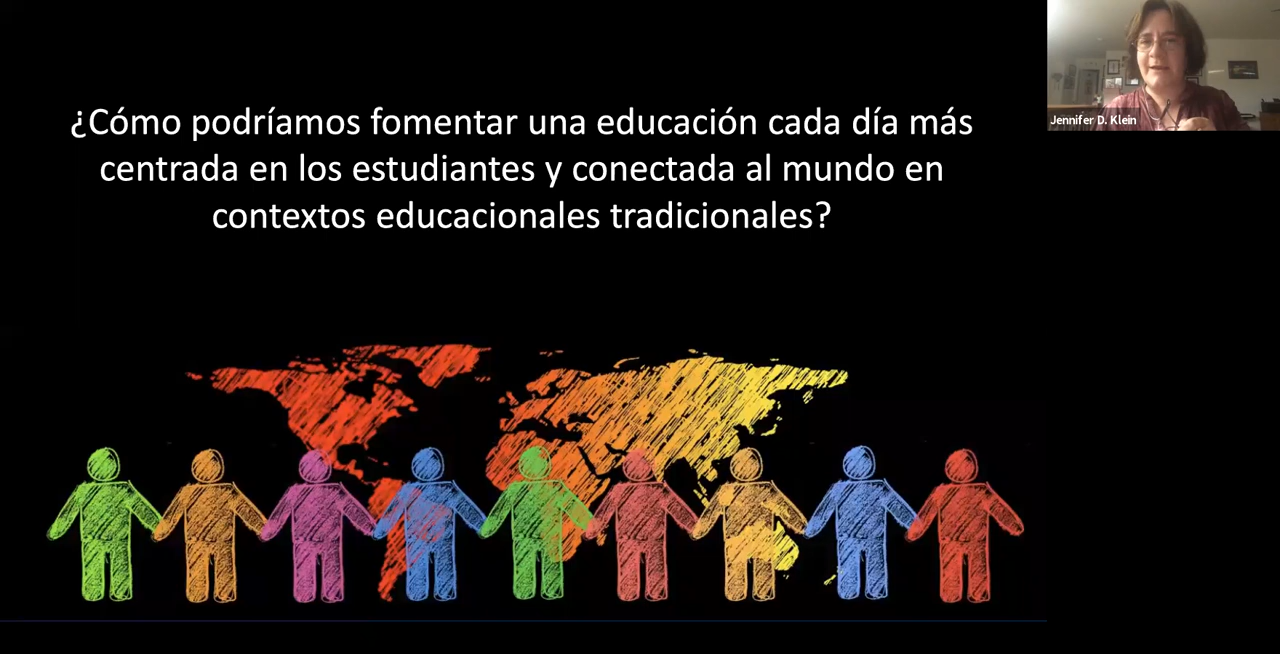 ¿Cómo podríamos fomentar una educación cada día más
centrada en los estudiantes y conectada al mundo en
contextos educacionales tradicionales?
Jennifer D. Klein